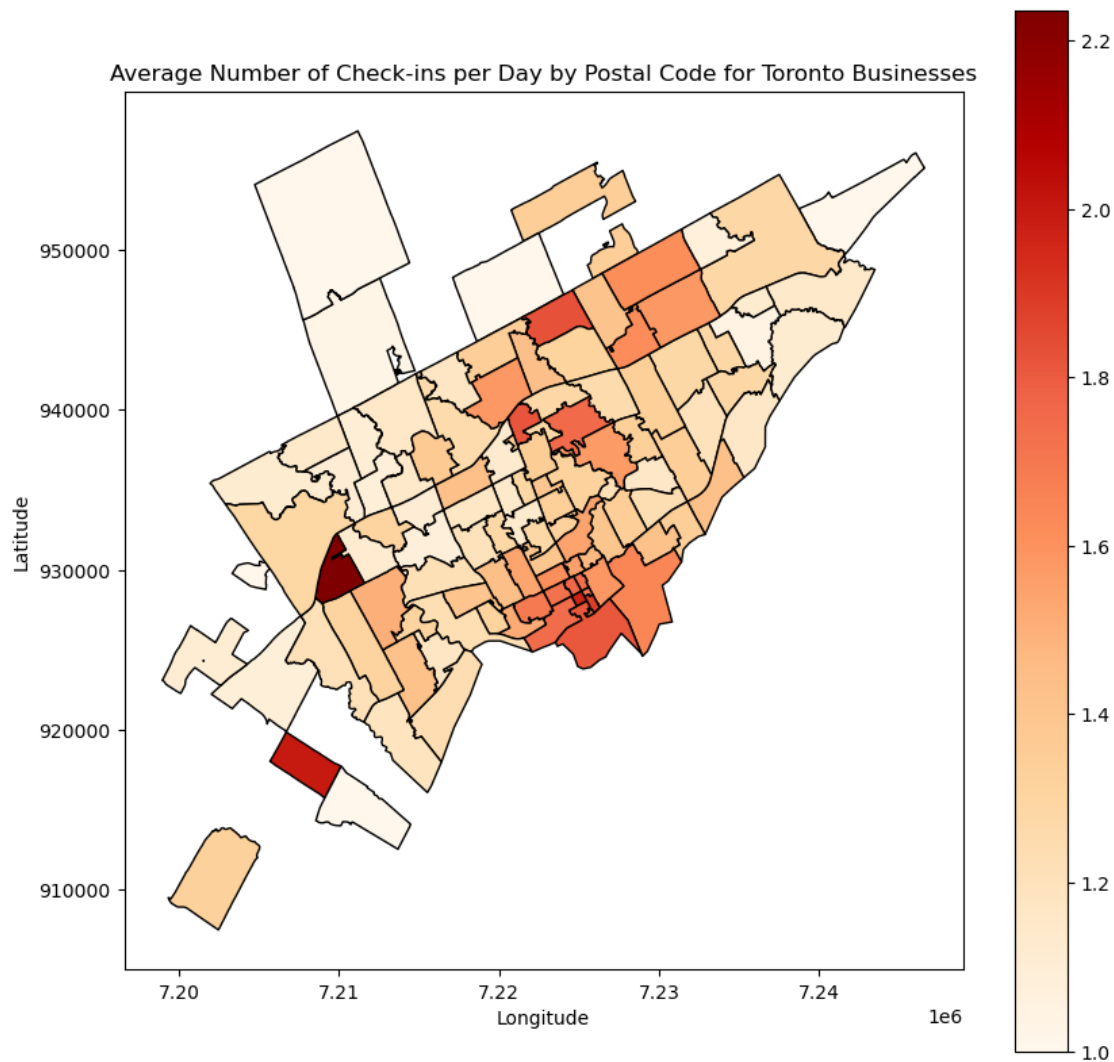 Average Number of Check-ins per Day by Postal Code for Toronto Businesses
2.2
2.0
1.8
1.6
1.4
1.2
1.0
950000
940000
930000
920000
910000
Latitude
7.20 7.21 7.22 7.23 7.24
Longitude
1e6